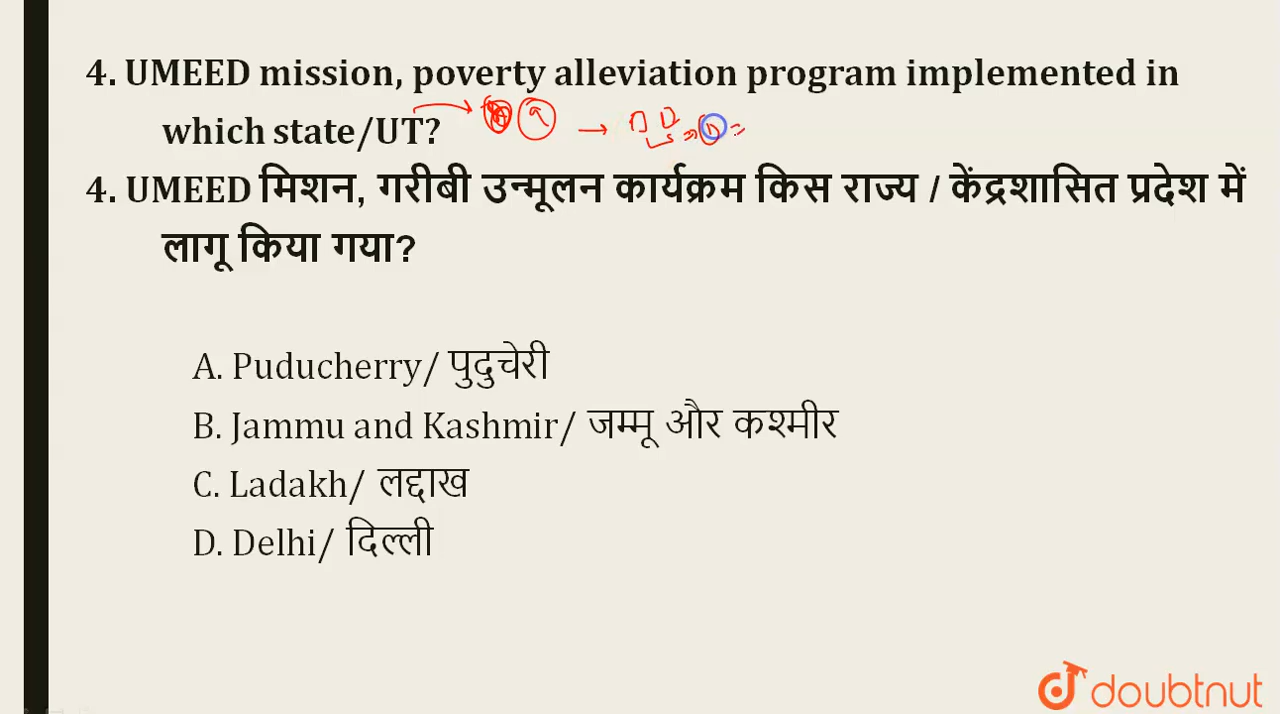 4. UMEED mission, poverty alleviation program implemented in
which state/UT?
4. UMEED मिशन, गरीबी उन्मूलन कार्यक्रम किस राज्य / केंद्रशासित प्रदेश में
लागू किया गया?
A. Puducherry/ पुदुचेरी
B. Jammu and Kashmir/ जम्मू और कश्मीर
C. Ladakh/ लद्दाख
D. Delhi/ दिल्ली
doubtnut